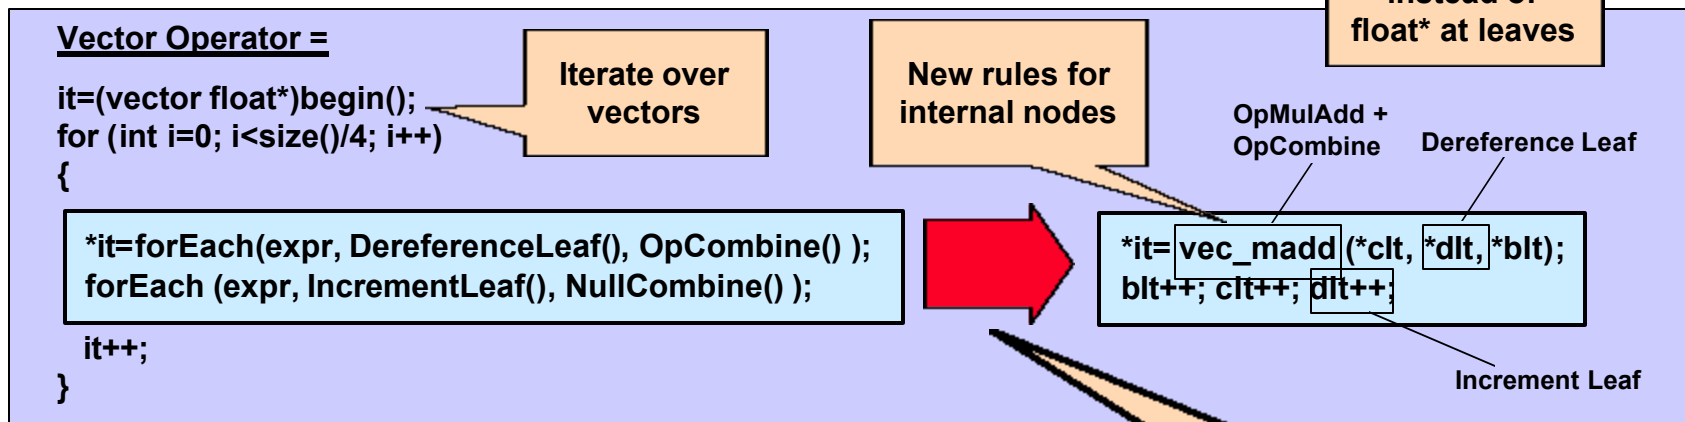 instead of
float* at leaves
Vector Operator =
it=(vector float*)begin();
for (int i=0; i<size()/4; i++)
{
*it=forEach(expr, DereferenceLeaf(), OpCombine() );
forEach (expr, IncrementLeaf(), NullCombine() );
it++;
}
Iterate over
vectors
New rules for
internal nodes
OpMulAdd +
OpCombine
Dereference Leaf
*it= vec_madd (*cIt, *dIt, *bIt);
bIt++; cIt++; dIt++;
Increment Leaf